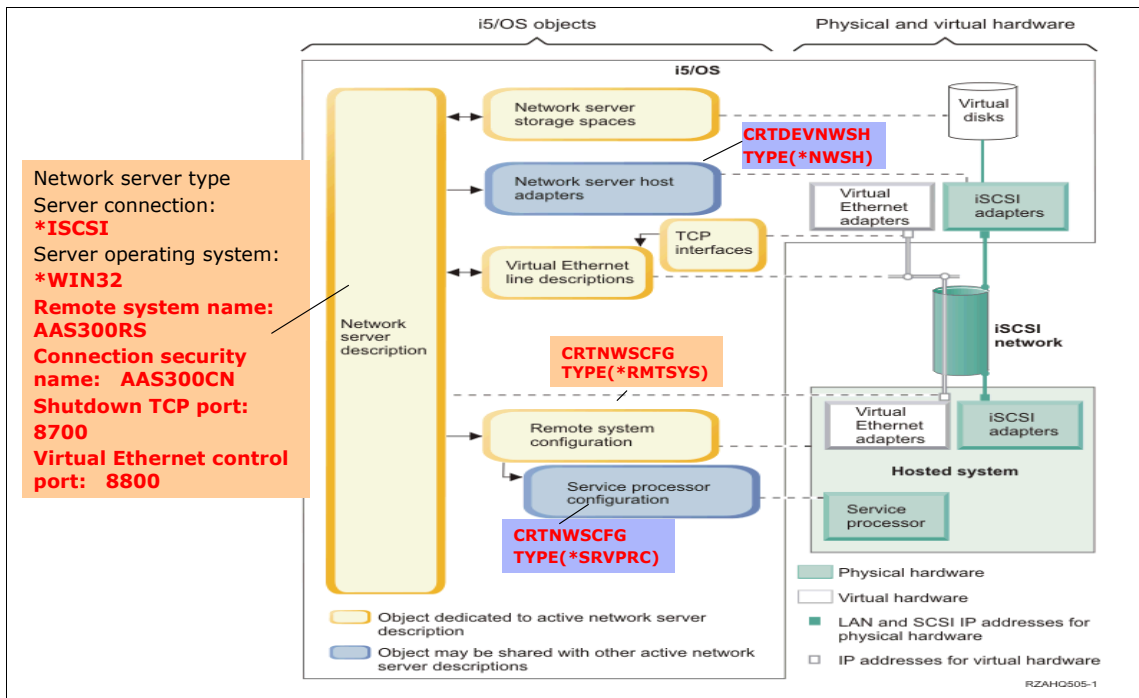 i5/OS objects
Physical and virtual hardware
i5/OS
Network server
storage spaces
Virtual
disks
CRTDEVNWSH
TYPE(*NWSH)
Network server host
adapters
Virtual
Ethernet
adapters
iSCSI
adapters
TCP
interfaces
Virtual Ethernet
line descriptions
Network server type
Server connection:
*ISCSI
Server operating system:
*WIN32
Remote system name:
AAS300RS
Connection security
name: AAS300CN
Shutdown TCP port:
8700
Virtual Ethernet control
port: 8800
Network
server
description
iSCSI
network
CRTNWSCFG
TYPE(*RMTSYS)
Remote system
configuration
Virtual
Ethernet
adapters
iSCSI
adapters
Hosted system
Service processor
configuration
Service
processor
CRTNWSCFG
TYPE(*SRVPRC)
Object dedicated to active network server
description
Object may be shared with other active network
server descriptions
Physical hardware
Virtual hardware
LAN and SCSI IP addresses for
physical hardware
IP addresses for virtual hardware
RZAHQ505-1